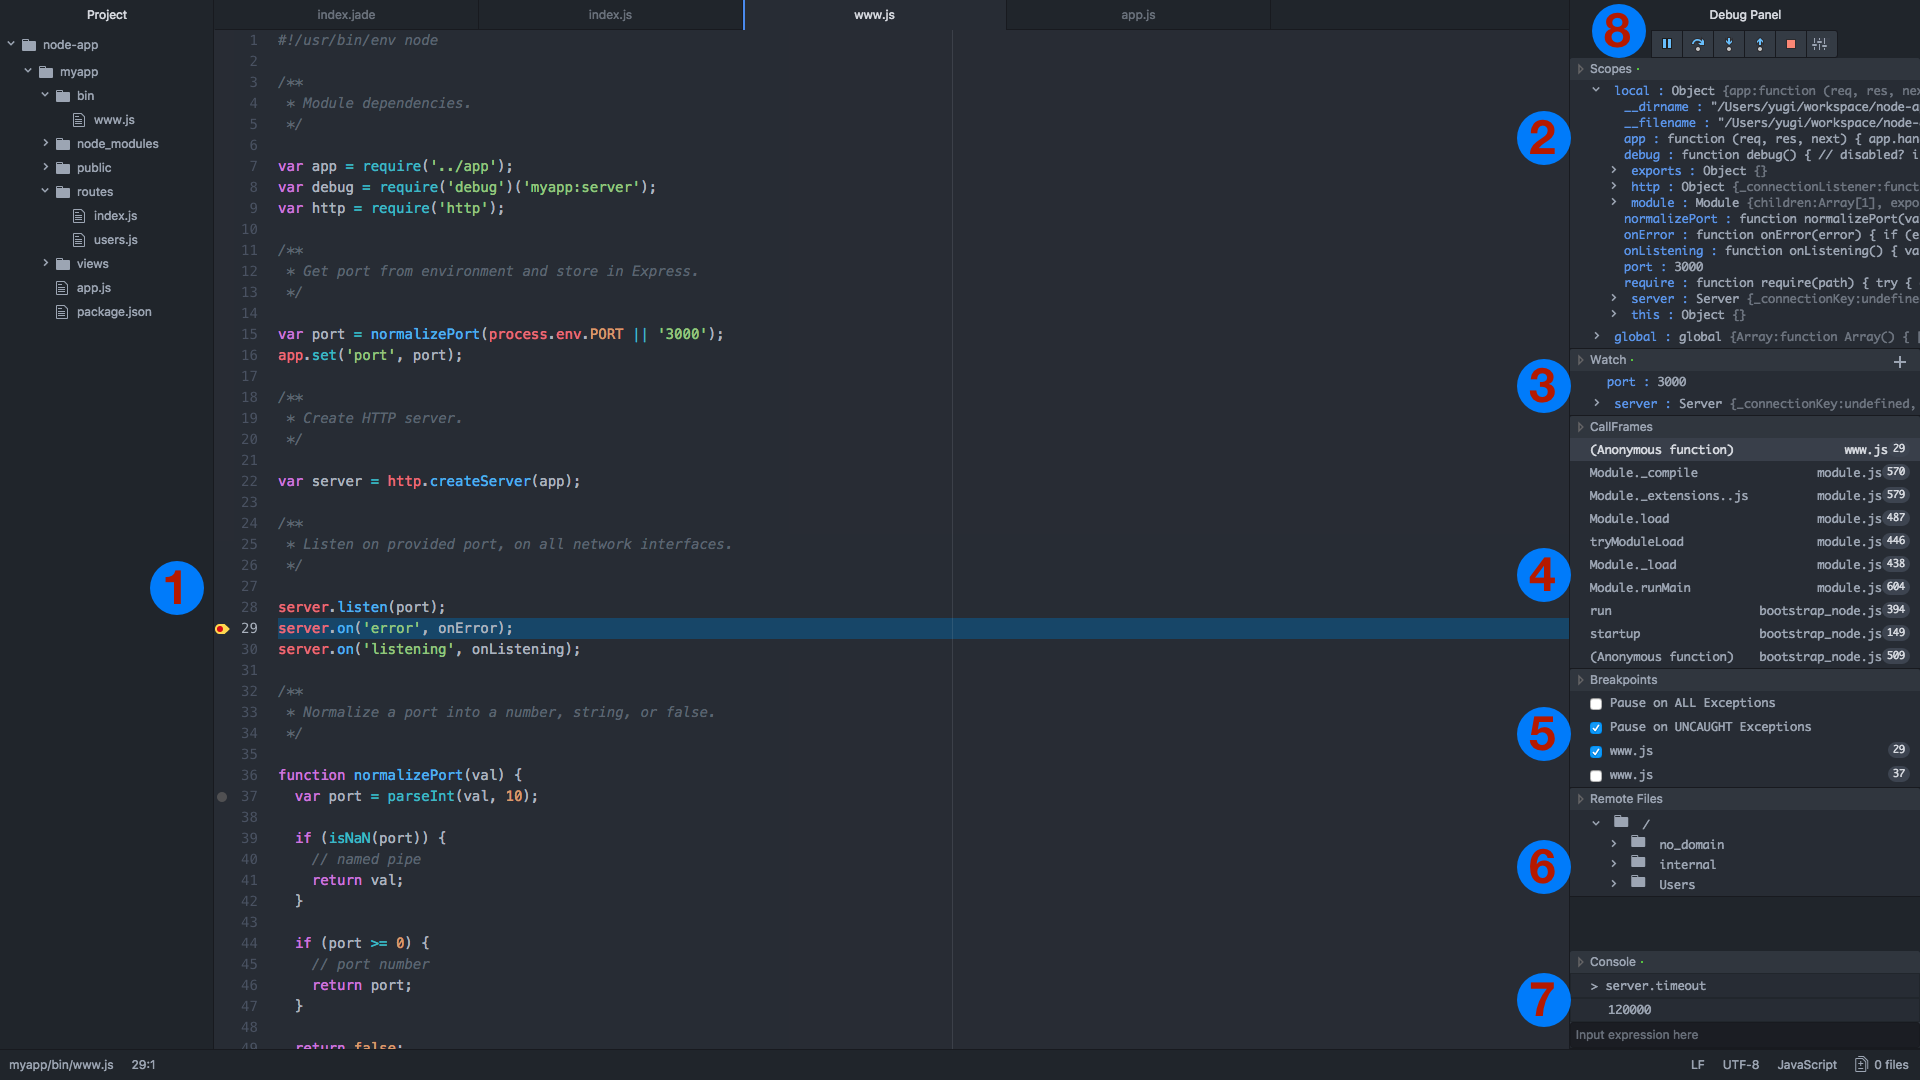 Project
node-app
myapp
bin
www.js
node_modules
public
routes
index.js
users.js
views
app.js
package.json
1
index.jade
index.js
www.js
app.js
1 #!/usr/bin/env node
2
3 /**
4 * Module dependencies.
5 */
6
7 var app = require('../app');
8 var debug = require('debug')('myapp:server');
9 var http = require('http');
10
11 /**
12 * Get port from environment and store in Express.
13 */
14
15 var port = normalizePort(process.env.PORT || '3000');
16 app.set('port', port);
17
18 /**
19 * Create HTTP server.
20 */
21
22 var server = http.createServer(app);
23
24 /**
25 * Listen on provided port, on all network interfaces.
26 */
27
28 server.listen(port);
29 server.on('error', onError);
30 server.on('listening', onListening);
31
32 /**
33 * Normalize a port into a number, string, or false.
34 */
35
36 function normalizePort(val) {
37 var port = parseInt(val, 10);
38
39 if (isNaN(port)) {
40 // named pipe
41 return val;
42 }
43
44 if (port >= 0) {
45 // port number
46 return port;
47 }
48
49 return false;
Debug Panel
8
Scopes
2
local : Object {app:function (req, res, nex
__dirname : "/Users/yugi/workspace/node-a
__filename : "/Users/yugi/workspace/node-
app : function (req, res, next) { app.han
debug : function debug() { // disabled? i
exports : Object {}
http : Object {_connectionListener:funct
module : Module {children:Array[1], expo
normalizePort : function normalizePort(va
onError : function onError(error) { if (e
onListening : function onListening() { va
port : 3000
require : function require(path) { try {
server : Server {_connectionKey:undefine
this : Object {}
global : global {Array:function Array() { [
Watch
3
port : 3000
server : Server {_connectionKey:undefined,
CallFrames
4
(Anonymous function) www.js 29
Module._compile module.js 570
Module._extensions..js module.js 579
Module.load module.js 487
tryModuleLoad module.js 446
Module._load module.js 438
Module.runMain module.js 604
run bootstrap_node.js 394
startup bootstrap_node.js 149
(Anonymous function) bootstrap_node.js 509
Breakpoints
5
Pause on ALL Exceptions
Pause on UNCAUGHT Exceptions
www.js 29
www.js 37
Remote Files
6
/
no_domain
internal
Users
Console
7
> server.timeout
120000
Input expression here
myapp/bin/www.js 29:1
LF UTF-8 JavaScript 0 files